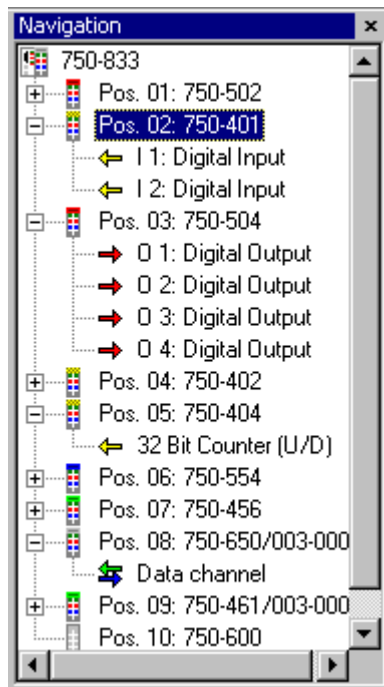 Navigation
750-833
Pos. 01: 750-502
Pos. 02: 750-401
I 1: Digital Input
I 2: Digital Input
Pos. 03: 750-504
O 1: Digital Output
O 2: Digital Output
O 3: Digital Output
O 4: Digital Output
Pos. 04: 750-402
Pos. 05: 750-404
32 Bit Counter (U/D)
Pos. 06: 750-554
Pos. 07: 750-456
Pos. 08: 750-650/003-000
Data channel
Pos. 09: 750-461/003-000
Pos. 10: 750-600